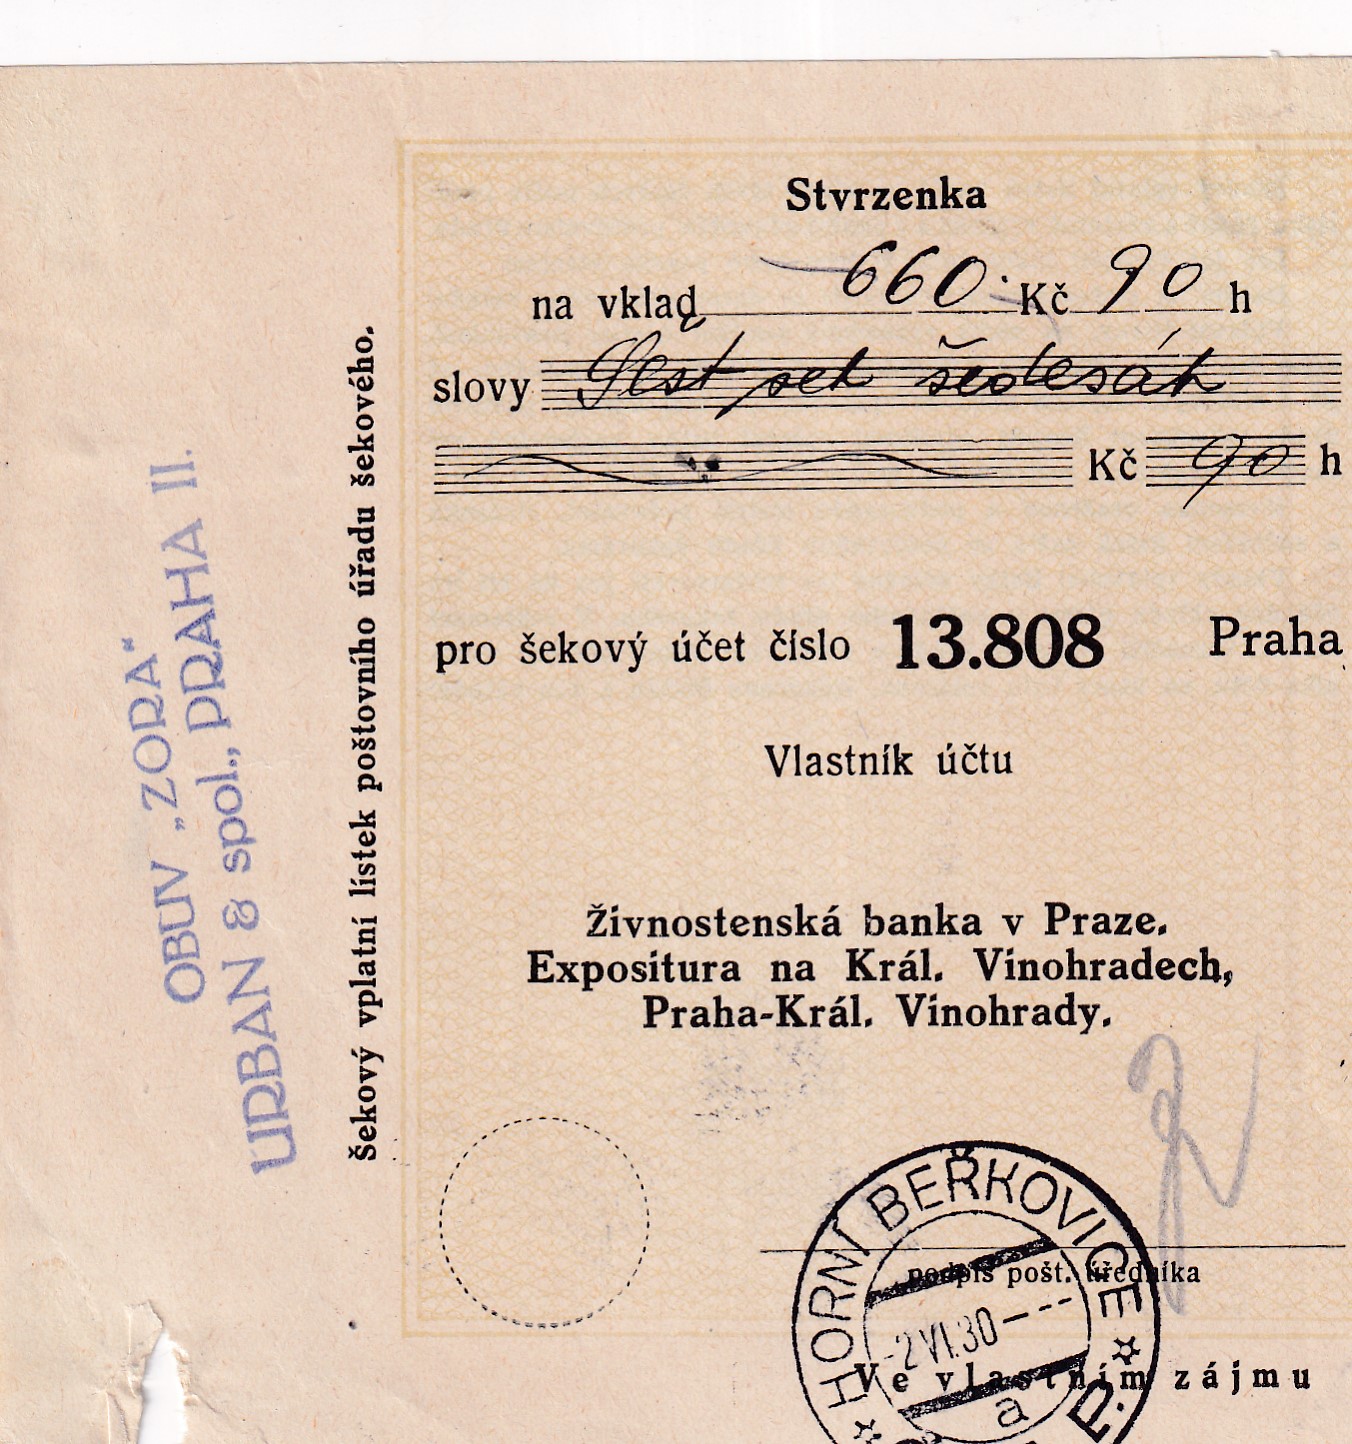 Stvrzenka
na vklad 660 Kč 90 h
slovy Šest set šedesát
Kč 90 h
pro šekový účet číslo 13.808 Praha
Vlastník účtu
Živnostenská banka v Praze.
Expositura na Král. Vinohradech,
Praha-Král. Vinohrady.
podpis pošt. úředníka
Ve vlastním zájmu
HORNÍ BEŘKOVICE
-2 VI.30---
a
Šekový vplatní lístek poštovního úřadu šekového.
OBUV „ZORA“
URBAN & spol., PRAHA II.